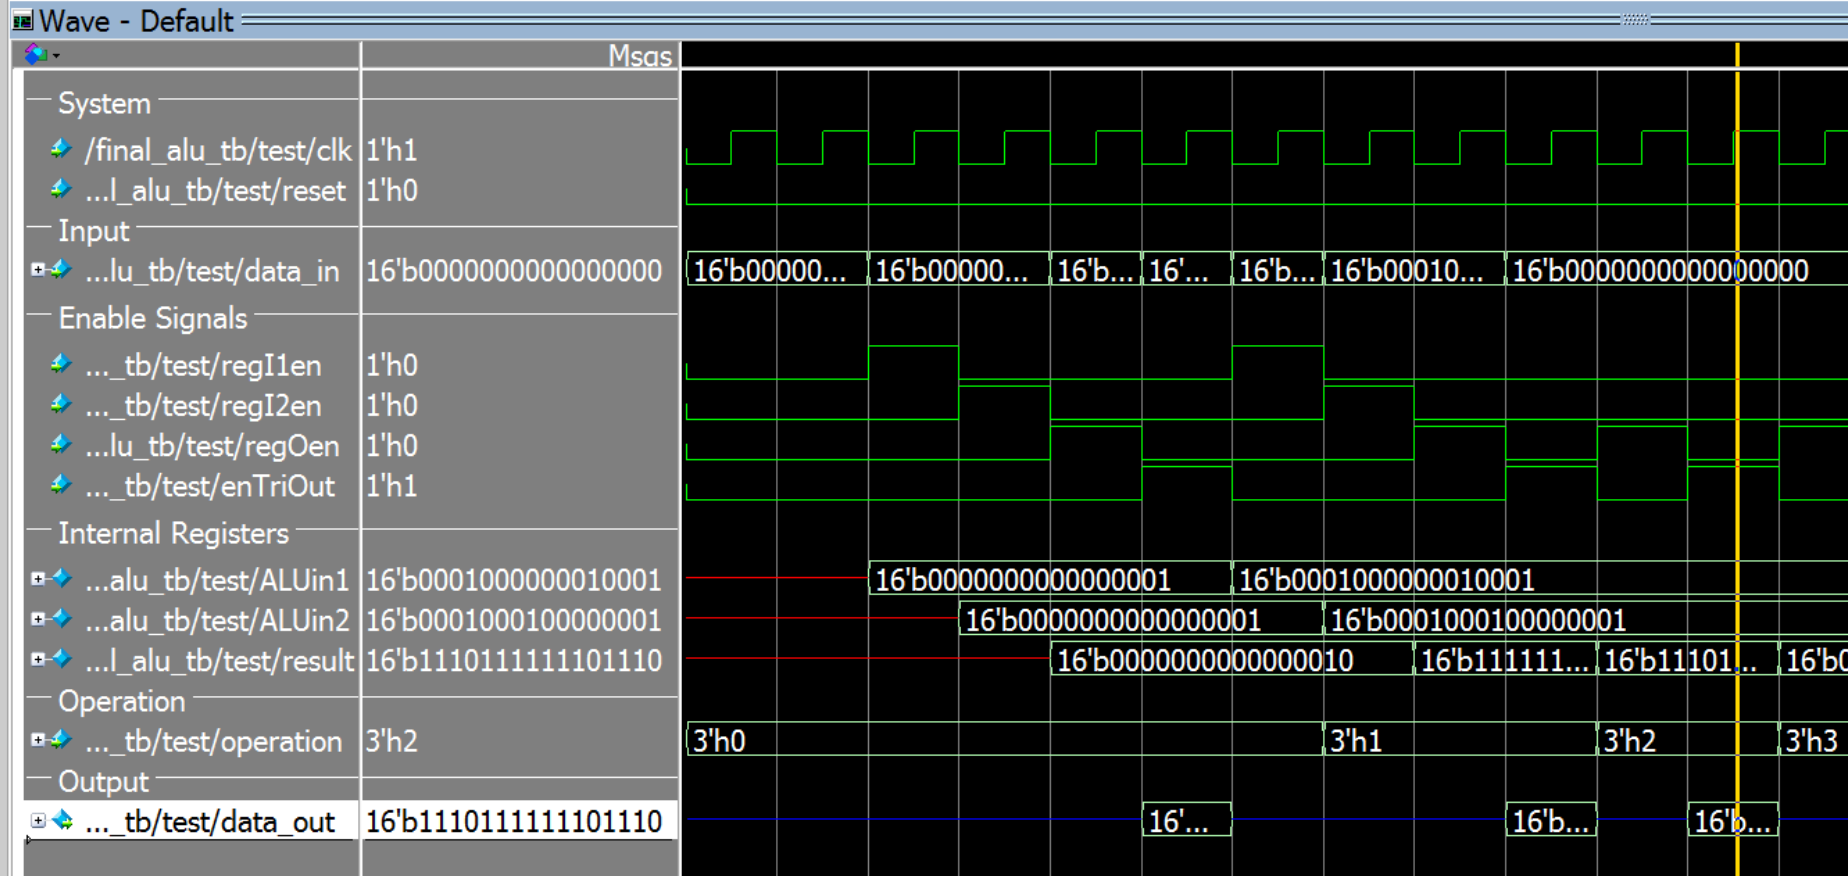 Wave - Default
Msgs
System
/final_alu_tb/test/clk 1'h1
...l_alu_tb/test/reset 1'h0
Input
...lu_tb/test/data_in 16'b0000000000000000 16'b00000... 16'b00000... 16'b... 16'... 16'b... 16'b00010... 16'b0000000000000000
Enable Signals
..._tb/test/regI1en 1'h0
..._tb/test/regI2en 1'h0
...lu_tb/test/regOen 1'h0
..._tb/test/enTriOut 1'h1
Internal Registers
...alu_tb/test/ALUin1 16'b0001000000010001 16'b0000000000000001 16'b0001000000010001
...alu_tb/test/ALUin2 16'b0001000100000001 16'b0000000000000001 16'b0001000100000001
...l_alu_tb/test/result 16'b1110111111101110 16'b0000000000000010 16'b111111... 16'b11101... 16'b0
Operation
..._tb/test/operation 3'h2 3'h0 3'h1 3'h2 3'h3
Output
..._tb/test/data_out 16'b1110111111101110 16'... 16'b... 16'b...